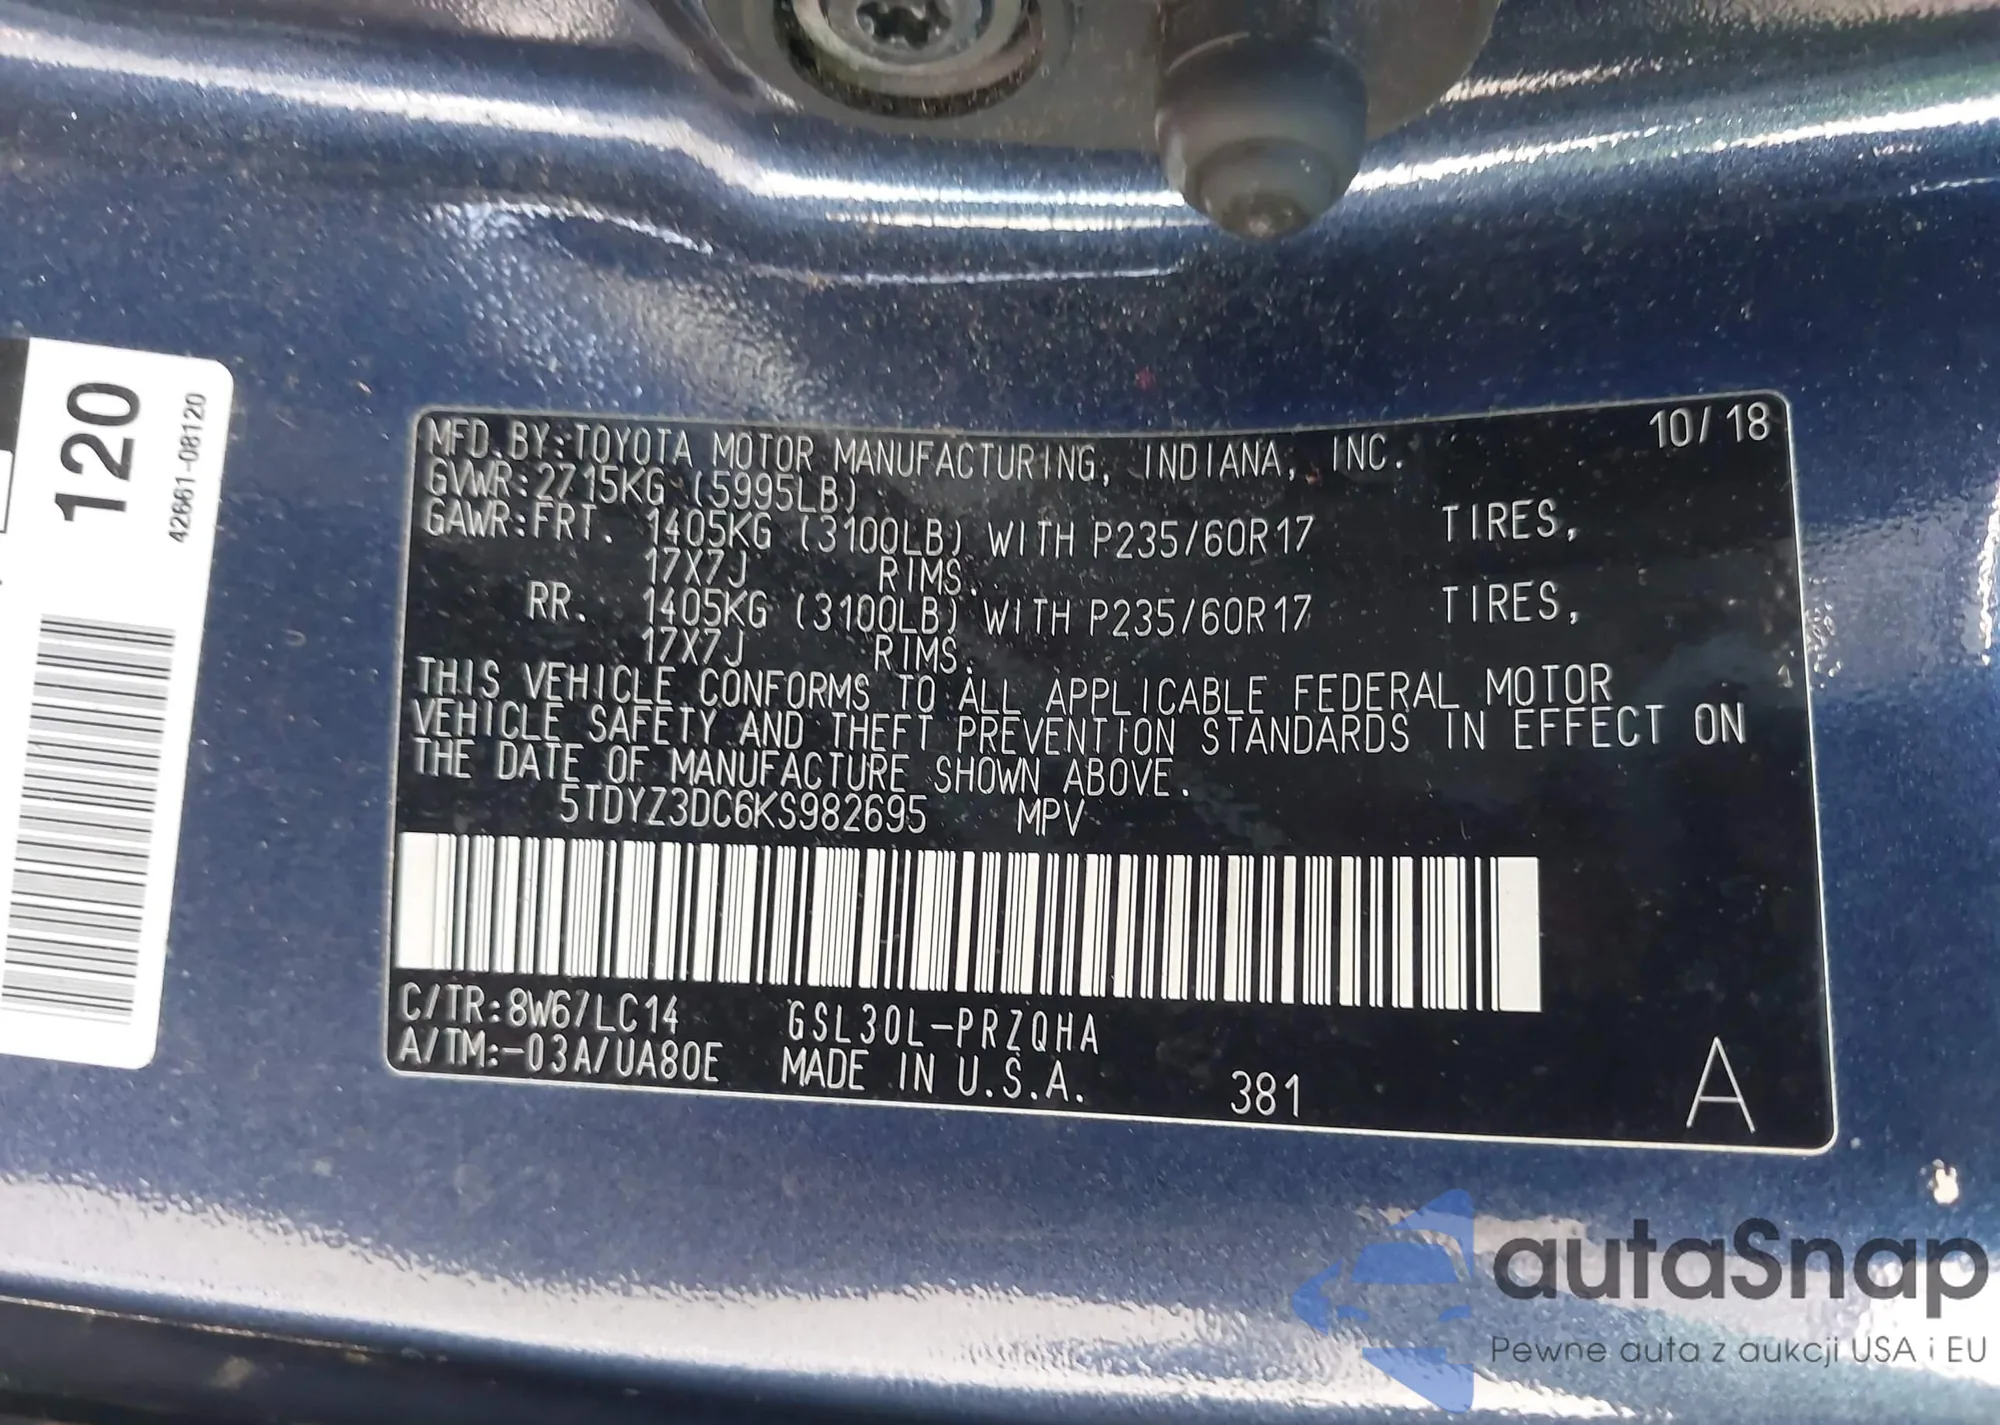 120
42661-08120
10/18
MFD.BY:TOYOTA MOTOR MANUFACTURING, INDIANA, INC.
GVWR:2715KG (5995LB)
GAWR:FRT. 1405KG (3100LB) WITH P235/60R17 TIRES,
17X7J RIMS.
RR. 1405KG (3100LB) WITH P235/60R17 TIRES,
17X7J RIMS.
THIS VEHICLE CONFORMS TO ALL APPLICABLE FEDERAL MOTOR
VEHICLE SAFETY AND THEFT PREVENTION STANDARDS IN EFFECT ON
THE DATE OF MANUFACTURE SHOWN ABOVE.
5TDYZ3DC6KS982695 MPV
C/TR:8W67LC14 GSL30L-PRZQHA
A/TM:-03A/UA80E MADE IN U.S.A. 381 A
autaSnap
Pewne auta z aukcji USA i EU